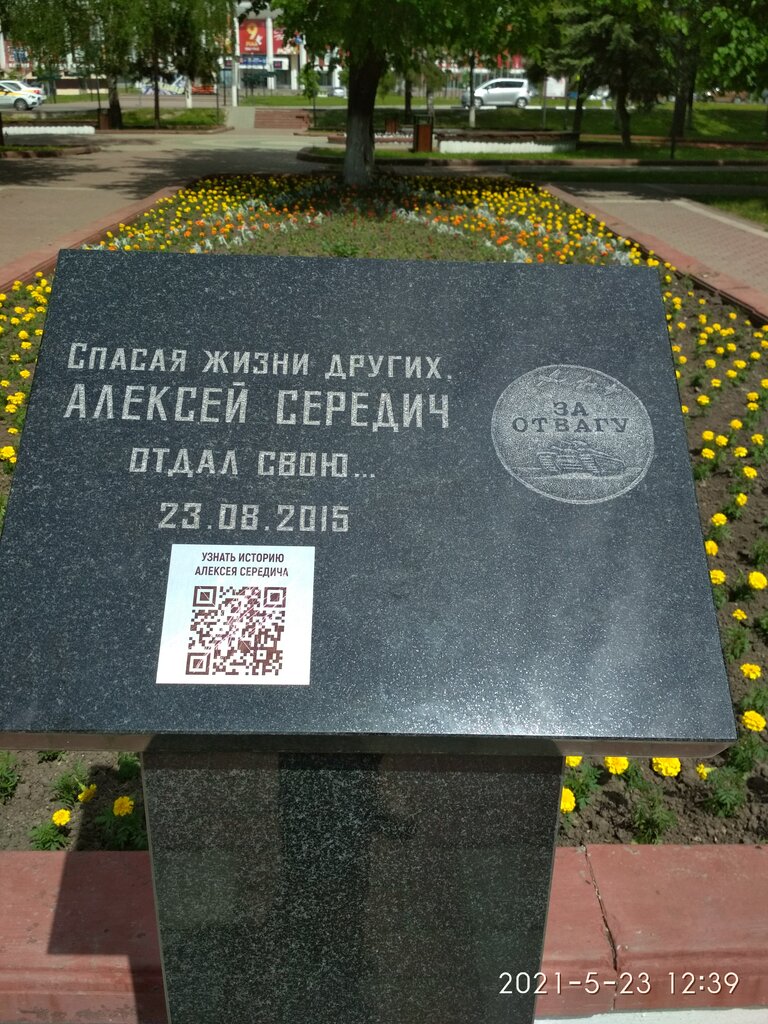 9
Спасая жизни других,
АЛЕКСЕЙ СЕРЕДИЧ
отдал свою...
23.08.2015
ЗА
ОТВАГУ
УЗНАТЬ ИСТОРИЮ
АЛЕКСЕЯ СЕРЕДИЧА
2021-5-23 12:39